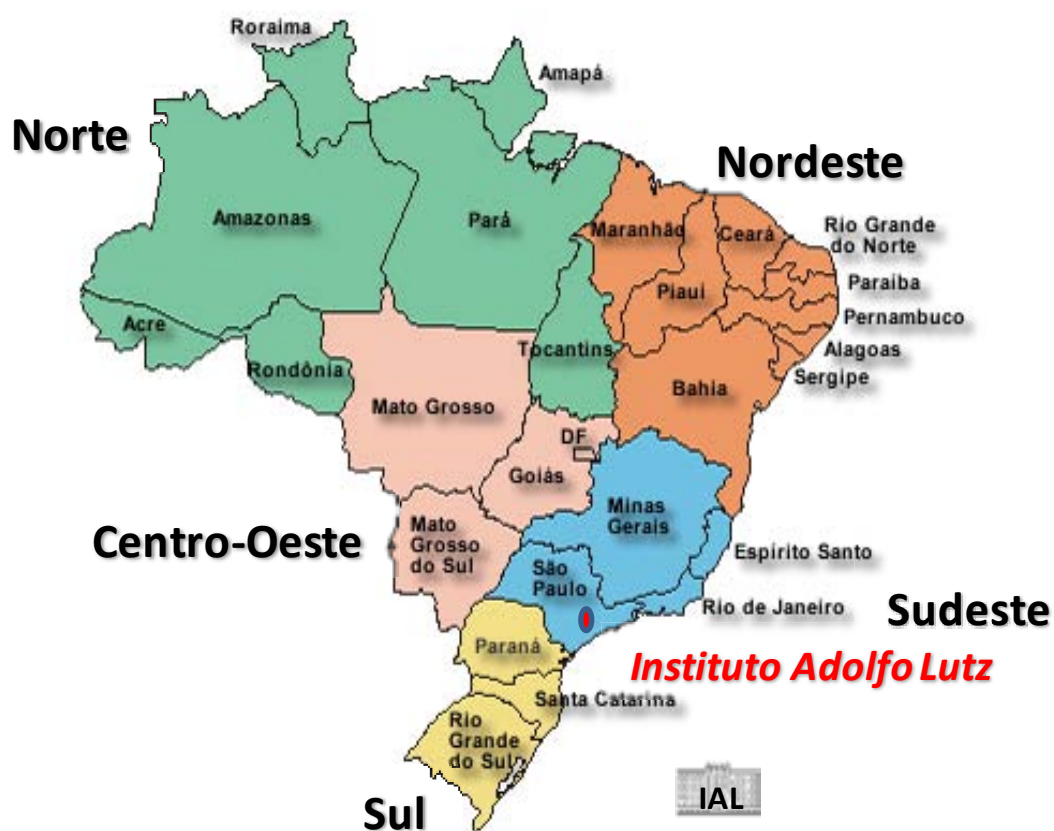 Roraima
Amapá
Norte
Nordeste
Amazonas
Pará
Maranhão
Ceará
Rio Grande
do Norte
Piauí
Paraiba
Pernambuco
Acre
Rondônia
Tocantins
Alagoas
Sergipe
Bahia
Mato Grosso
DF
Goiás
Minas
Gerais
Centro-Oeste
Mato
Grosso
do Sul
Espírito Santo
São
Paulo
Rio de Janeiro
Sudeste
Paraná
Instituto Adolfo Lutz
Santa Catarina
Rio
Grande
do Sul
IAL
Sul